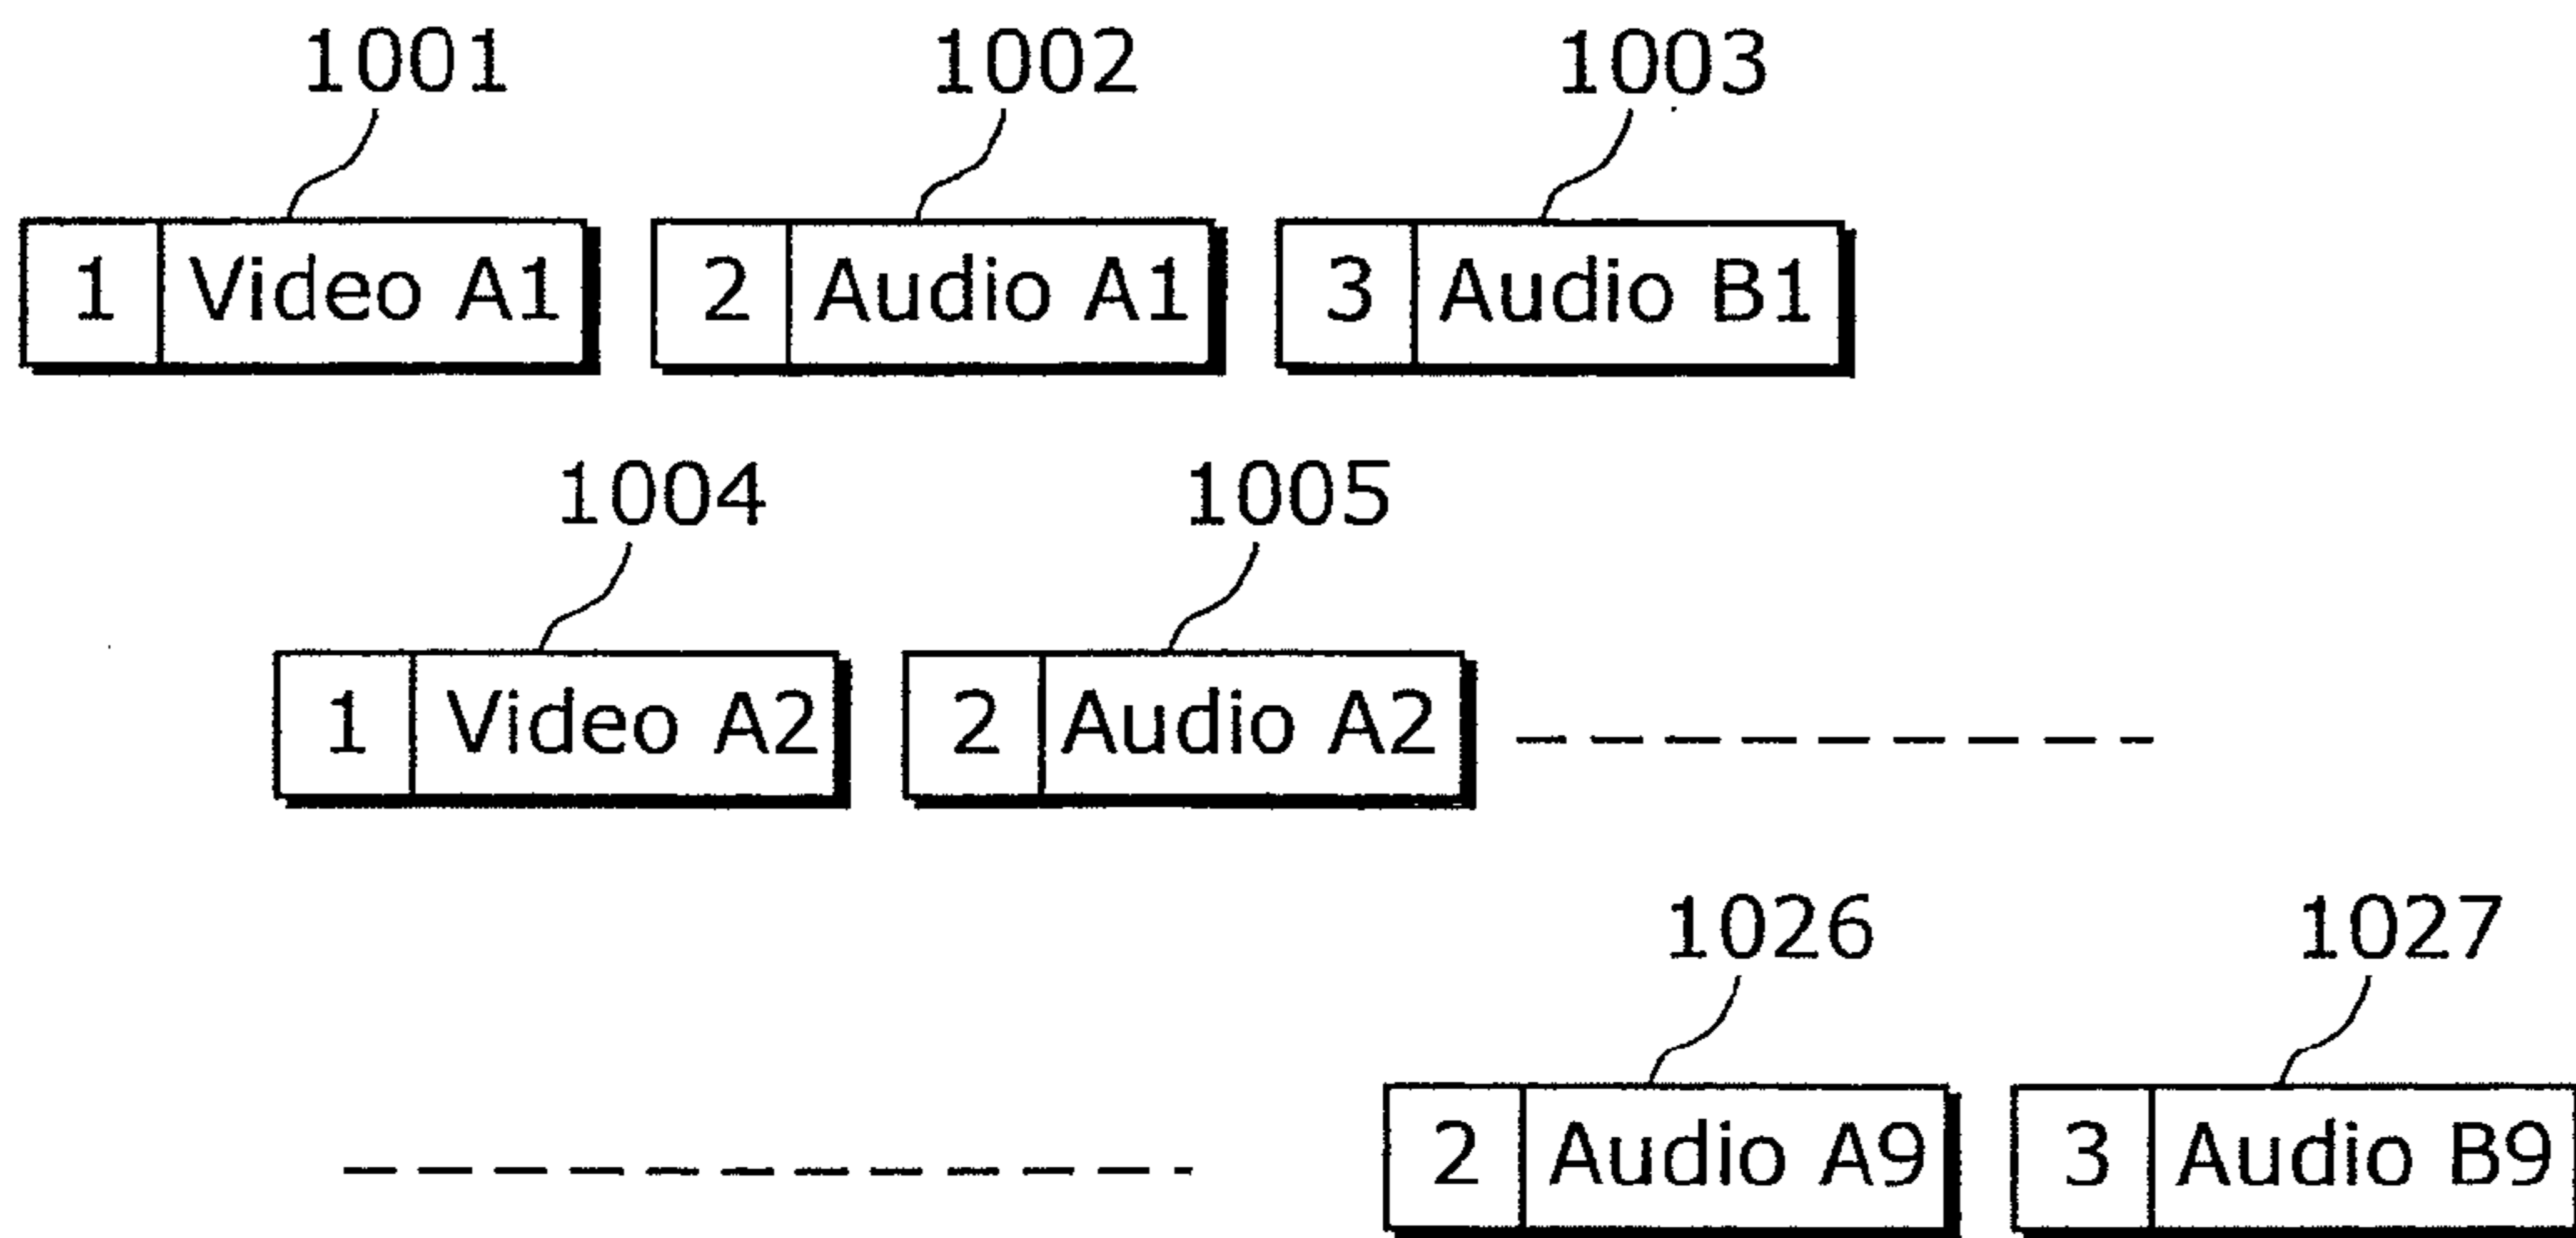 1001 1002 1003
1 Video A1 2 Audio A1 3 Audio B1
1004 1005
1 Video A2 2 Audio A2
1026 1027
2 Audio A9 3 Audio B9